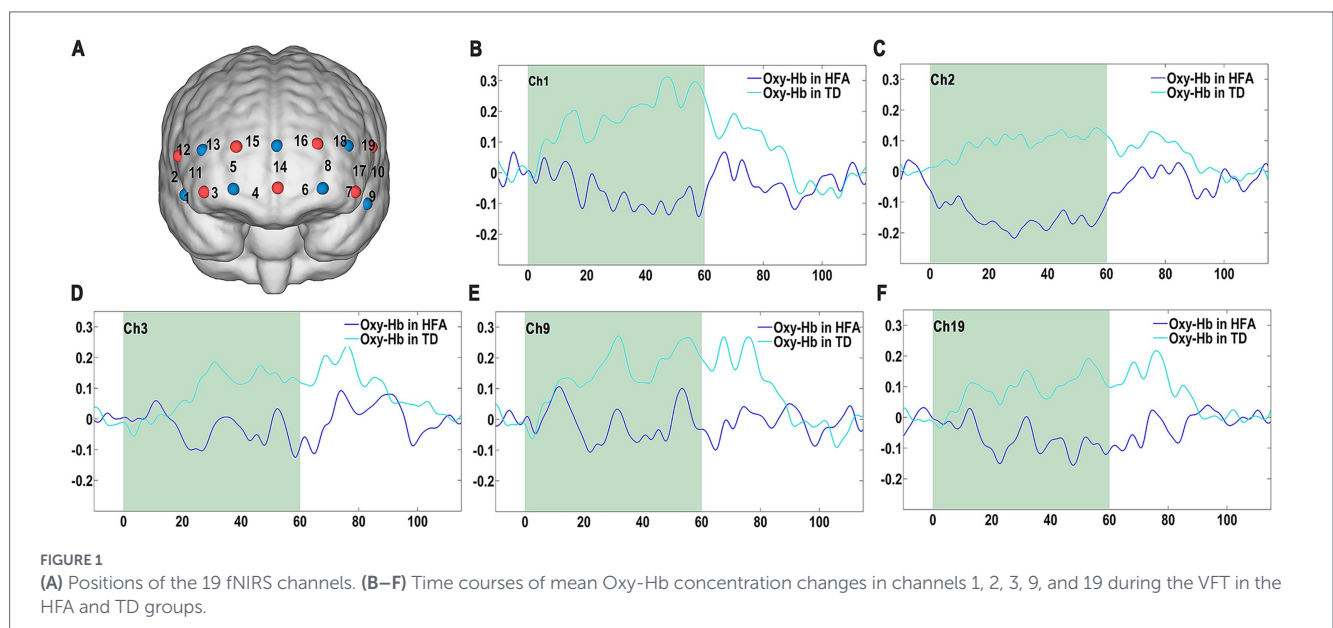 A
12
13
15
16
18
19
2
11
5
14
8
17
10
1
3
4
6
7
9
B
Ch1
Oxy-Hb in HFA
Oxy-Hb in TD
0.3
0.2
0.1
0
-0.1
-0.2
0 20 40 60 80 100
C
Ch2
Oxy-Hb in HFA
Oxy-Hb in TD
0.3
0.2
0.1
0
-0.1
-0.2
0 20 40 60 80 100
D
Ch3
Oxy-Hb in HFA
Oxy-Hb in TD
0.3
0.2
0.1
0
-0.1
-0.2
0 20 40 60 80 100
E
Ch9
Oxy-Hb in HFA
Oxy-Hb in TD
0.3
0.2
0.1
0
-0.1
-0.2
0 20 40 60 80 100
F
Ch19
Oxy-Hb in HFA
Oxy-Hb in TD
0.3
0.2
0.1
0
-0.1
-0.2
0 20 40 60 80 100
FIGURE 1
(A) Positions of the 19 fNIRS channels. (B–F) Time courses of mean Oxy-Hb concentration changes in channels 1, 2, 3, 9, and 19 during the VFT in the
HFA and TD groups.